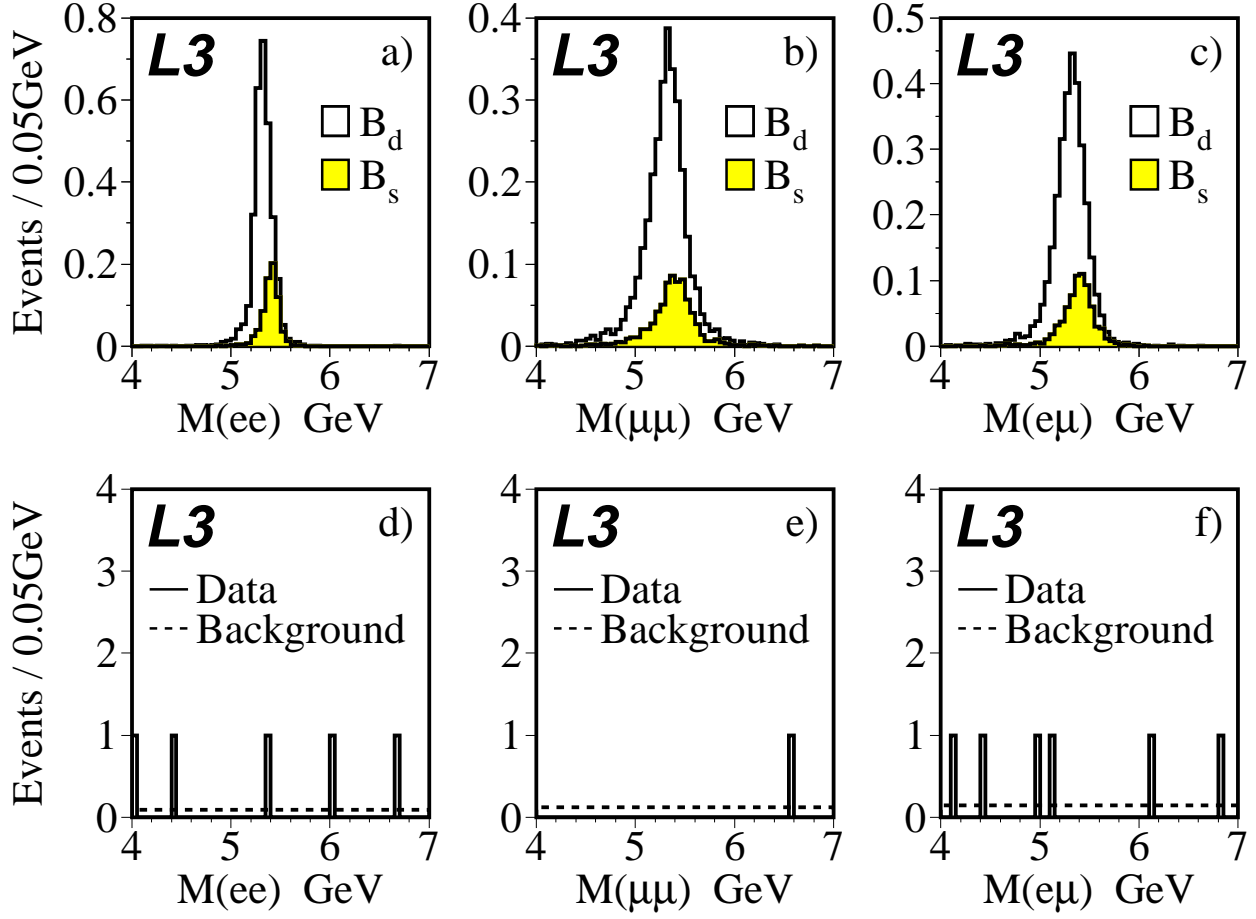 Events / 0.05GeV
0.8
0.6
0.4
0.2
0
L3
a)
B_d
B_s
4 5 6 7
M(ee) GeV
0.4
0.3
0.2
0.1
0
L3
b)
B_d
B_s
4 5 6 7
M(μμ) GeV
0.5
0.4
0.3
0.2
0.1
0
L3
c)
B_d
B_s
4 5 6 7
M(eμ) GeV
Events / 0.05GeV
4
3
2
1
0
L3
d)
Data
Background
4 5 6 7
M(ee) GeV
4
3
2
1
0
L3
e)
Data
Background
4 5 6 7
M(μμ) GeV
4
3
2
1
0
L3
f)
Data
Background
4 5 6 7
M(eμ) GeV